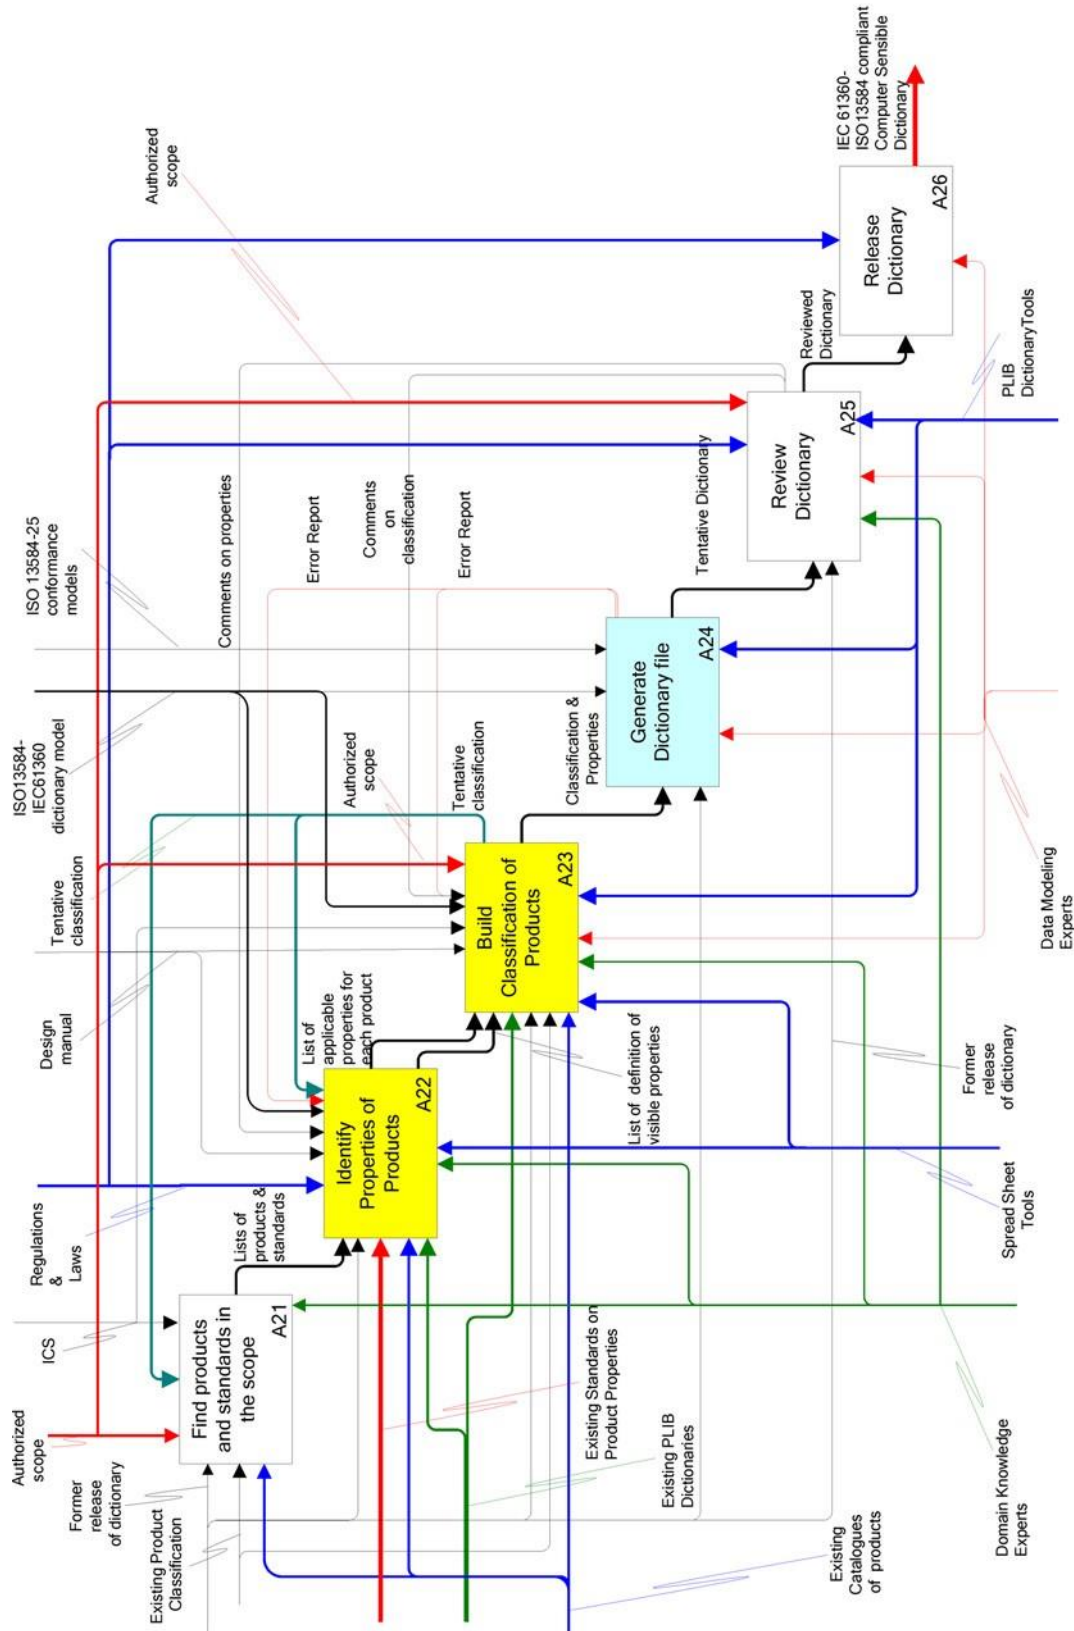 Authorized
scope
Former
release
of dictionary
Existing Product
Classification
ICS
Regulations
&
Laws
Design
manual
Tentative
classification
ISO13584-
IEC61360
dictionary model
ISO 13584-25
conformance
models
Authorized
scope
Find products
and standards in
the scope
A21
Lists of
products &
standards
Identify
Properties of
Products
A22
List of
applicable
properties for
each product
Build
Classification of
Products
A23
Authorized
scope
Tentative
classification
Comments on properties
Error Report
Comments
on
classification
Error Report
Classification &
Properties
Generate
Dictionary file
A24
Tentative Dictionary
Review
Dictionary
A25
Reviewed
Dictionary
Release
Dictionary
A26
IEC 61360-
ISO13584 compliant
Computer Sensible
Dictionary
Existing Standards on
Product Properties
Existing PLIB
Dictionaries
Existing
Catalogues
of products
List of definition of
visible properties
Domain Knowledge
Experts
Spread Sheet
Tools
Former
release
of dictionary
Data Modeling
Experts
PLIB
DictionaryTools